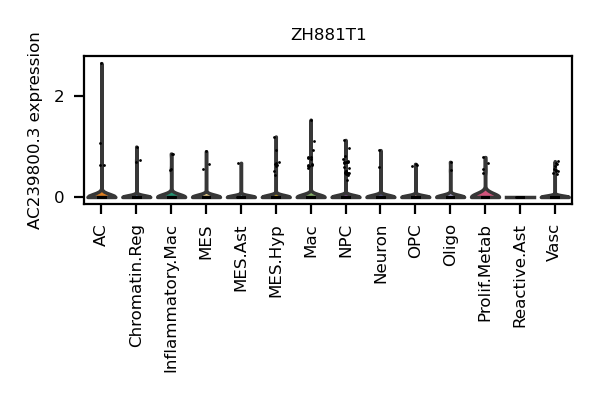 ZH881T1
AC239800.3 expression
2
0
AC
Chromatin.Reg
Inflammatory.Mac
MES
MES.Ast
MES.Hyp
Mac
NPC
Neuron
OPC
Oligo
Prolif.Metab
Reactive.Ast
Vasc